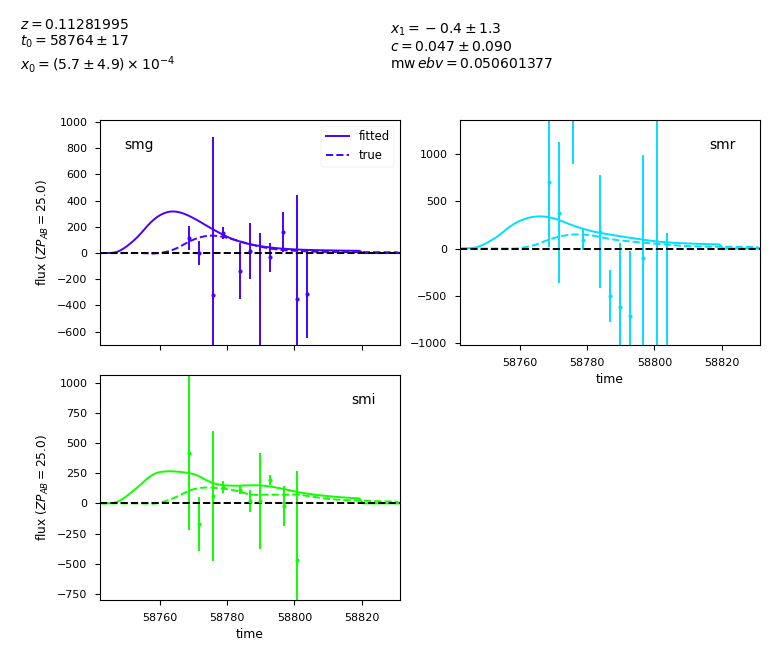 z = 0.11281995
t₀ = 58764 ± 17
x₀ = (5.7 ± 4.9) × 10⁻⁴
x₁ = −0.4 ± 1.3
c = 0.047 ± 0.090
mw ebv = 0.050601377
smg
fitted
true
flux (ZP_AB = 25.0)
1000
800
600
400
200
0
−200
−400
−600
smr
1000
500
0
−500
−1000
58760 58780 58800 58820
time
smi
flux (ZP_AB = 25.0)
1000
750
500
250
0
−250
−500
−750
58760 58780 58800 58820
time